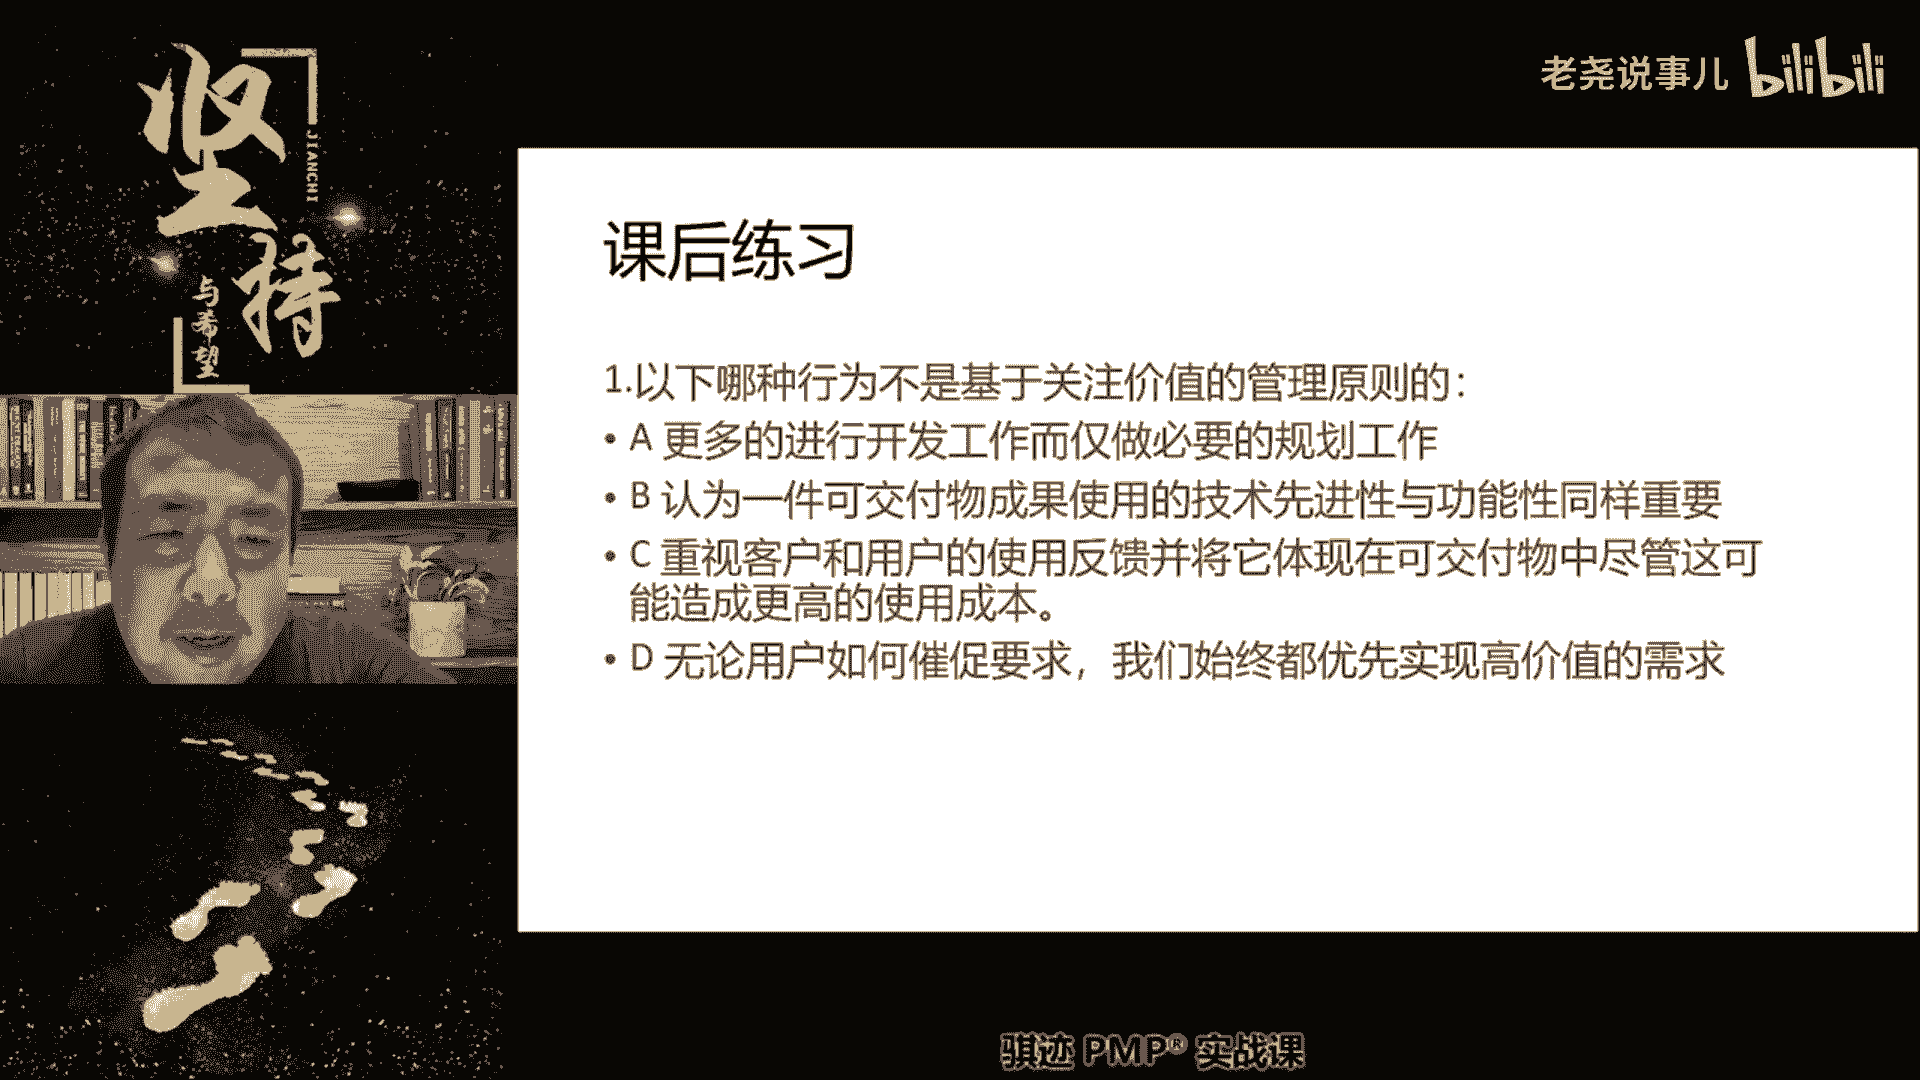 坚持
JIANCHI
与希望
老尧说事儿 bilibili
课后练习
1.以下哪种行为不是基于关注价值的管理原则的：
• A 更多的进行开发工作而仅做必要的规划工作
• B 认为一件可交付物成果使用的技术先进性与功能性同样重要
• C 重视客户和用户的使用反馈并将它体现在可交付物中尽管这可
能造成更高的使用成本。
• D 无论用户如何催促要求，我们始终都优先实现高价值的需求
骐迹 PMP® 实战课